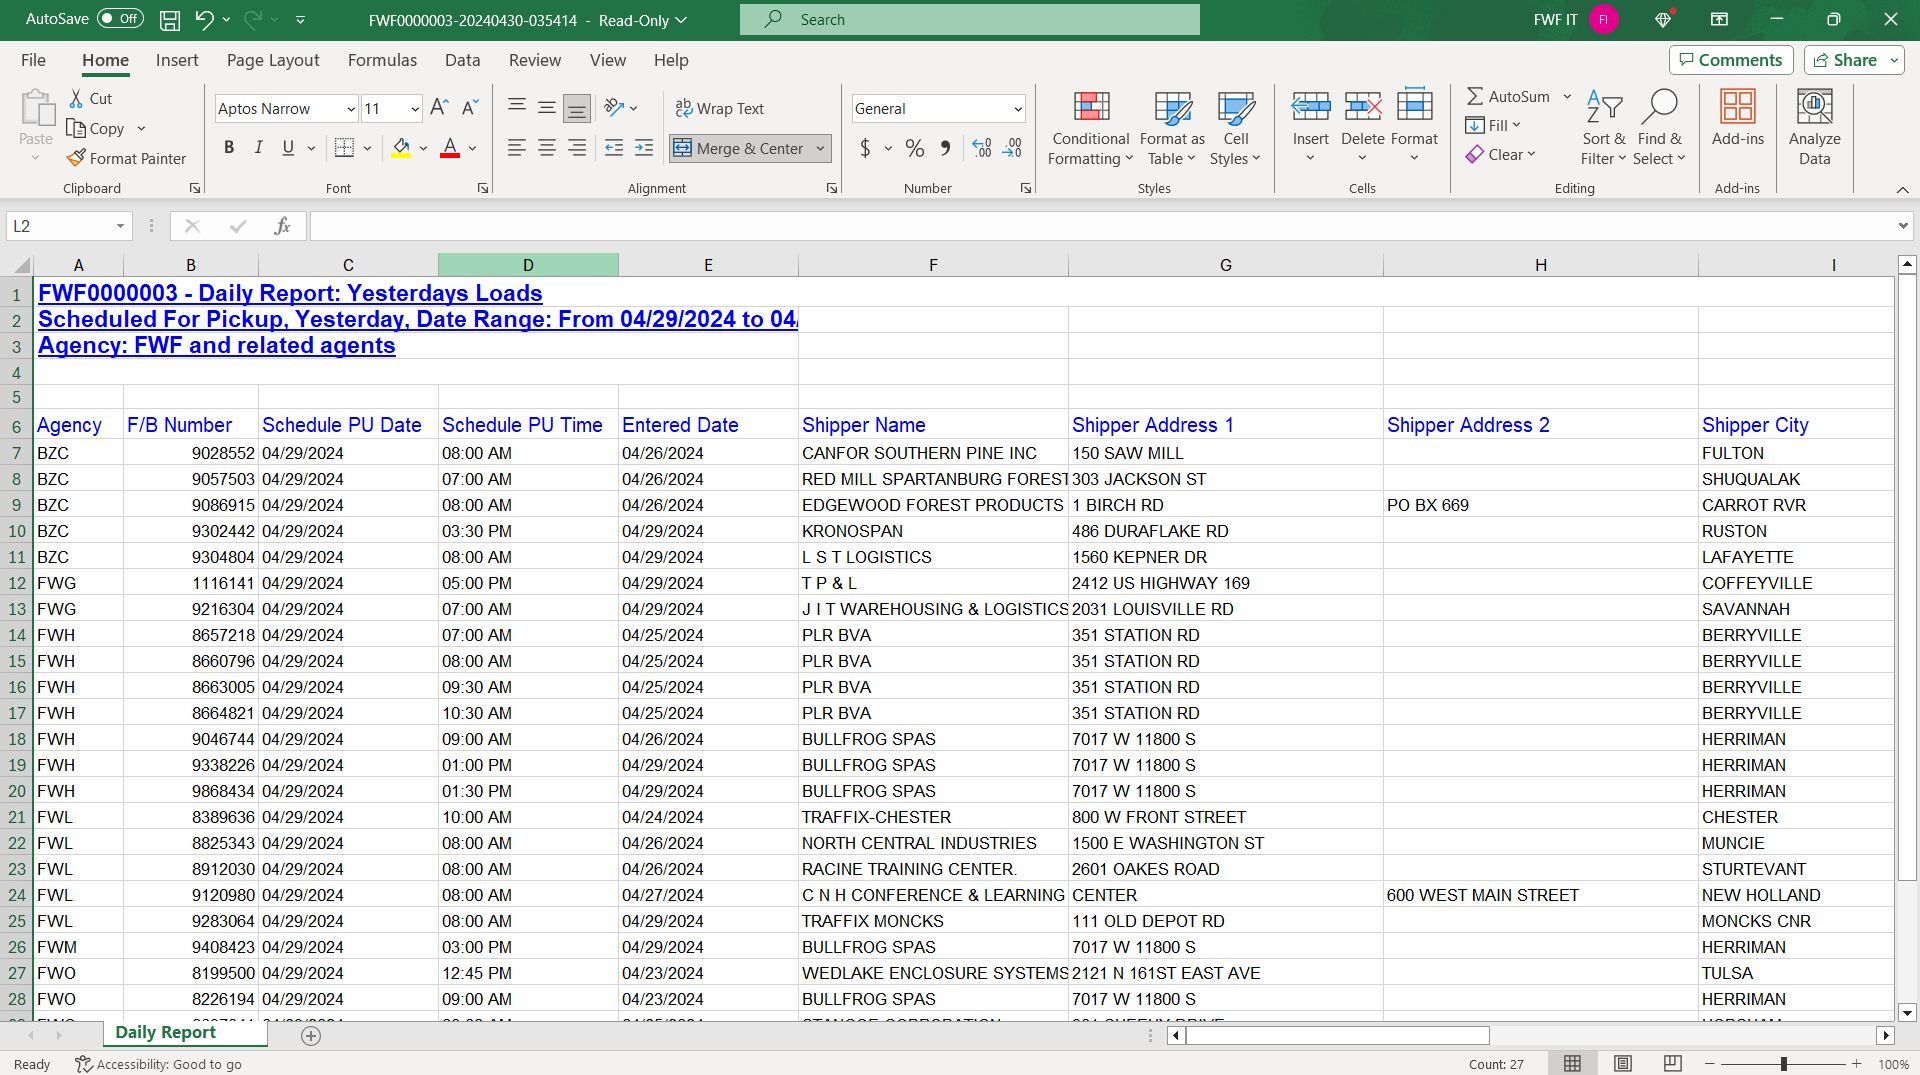 AutoSave Off FWF0000003-20240430-035414 - Read-Only Search FWF IT FI
File Home Insert Page Layout Formulas Data Review View Help Comments Share
Paste Cut Copy Format Painter Clipboard
Aptos Narrow 11 B I U Font
Wrap Text Merge & Center Alignment
General $ % Number
Conditional Formatting Format as Table Cell Styles Styles
Insert Delete Format Cells
AutoSum Fill Clear Sort & Filter Find & Select Editing
Add-ins Add-ins
Analyze Data
L2 fx
A B C D E F G H I
1 FWF0000003 - Daily Report: Yesterdays Loads
2 Scheduled For Pickup, Yesterday, Date Range: From 04/29/2024 to 04/
3 Agency: FWF and related agents
4
5
6 Agency F/B Number Schedule PU Date Schedule PU Time Entered Date Shipper Name Shipper Address 1 Shipper Address 2 Shipper City
7 BZC 9028552 04/29/2024 08:00 AM 04/26/2024 CANFOR SOUTHERN PINE INC 150 SAW MILL FULTON
8 BZC 9057503 04/29/2024 07:00 AM 04/26/2024 RED MILL SPARTANBURG FOREST 303 JACKSON ST SHUQUALAK
9 BZC 9086915 04/29/2024 08:00 AM 04/26/2024 EDGEWOOD FOREST PRODUCTS 1 BIRCH RD PO BX 669 CARROT RVR
10 BZC 9302442 04/29/2024 03:30 PM 04/29/2024 KRONOSPAN 486 DURAFLAKE RD RUSTON
11 BZC 9304804 04/29/2024 08:00 AM 04/29/2024 L S T LOGISTICS 1560 KEPNER DR LAFAYETTE
12 FWG 1116141 04/29/2024 05:00 PM 04/29/2024 T P & L 2412 US HIGHWAY 169 COFFEYVILLE
13 FWG 9216304 04/29/2024 07:00 AM 04/29/2024 J I T WAREHOUSING & LOGISTICS 2031 LOUISVILLE RD SAVANNAH
14 FWH 8657218 04/29/2024 07:00 AM 04/25/2024 PLR BVA 351 STATION RD BERRYVILLE
15 FWH 8660796 04/29/2024 08:00 AM 04/25/2024 PLR BVA 351 STATION RD BERRYVILLE
16 FWH 8663005 04/29/2024 09:30 AM 04/25/2024 PLR BVA 351 STATION RD BERRYVILLE
17 FWH 8664821 04/29/2024 10:30 AM 04/25/2024 PLR BVA 351 STATION RD BERRYVILLE
18 FWH 9046744 04/29/2024 09:00 AM 04/26/2024 BULLFROG SPAS 7017 W 11800 S HERRIMAN
19 FWH 9338226 04/29/2024 01:00 PM 04/29/2024 BULLFROG SPAS 7017 W 11800 S HERRIMAN
20 FWH 9868434 04/29/2024 01:30 PM 04/29/2024 BULLFROG SPAS 7017 W 11800 S HERRIMAN
21 FWL 8389636 04/29/2024 10:00 AM 04/24/2024 TRAFFIX-CHESTER 800 W FRONT STREET CHESTER
22 FWL 8825343 04/29/2024 08:00 AM 04/26/2024 NORTH CENTRAL INDUSTRIES 1500 E WASHINGTON ST MUNCIE
23 FWL 8912030 04/29/2024 08:00 AM 04/26/2024 RACINE TRAINING CENTER. 2601 OAKES ROAD STURTEVANT
24 FWL 9120980 04/29/2024 08:00 AM 04/27/2024 C N H CONFERENCE & LEARNING CENTER 600 WEST MAIN STREET NEW HOLLAND
25 FWL 9283064 04/29/2024 08:00 AM 04/29/2024 TRAFFIX MONCKS 111 OLD DEPOT RD MONCKS CNR
26 FWM 9408423 04/29/2024 03:00 PM 04/29/2024 BULLFROG SPAS 7017 W 11800 S HERRIMAN
27 FWO 8199500 04/29/2024 12:45 PM 04/23/2024 WEDLAKE ENCLOSURE SYSTEMS 2121 N 161ST EAST AVE TULSA
28 FWO 8226194 04/29/2024 09:00 AM 04/23/2024 BULLFROG SPAS 7017 W 11800 S HERRIMAN
Daily Report
Ready Accessibility: Good to go Count: 27 100%